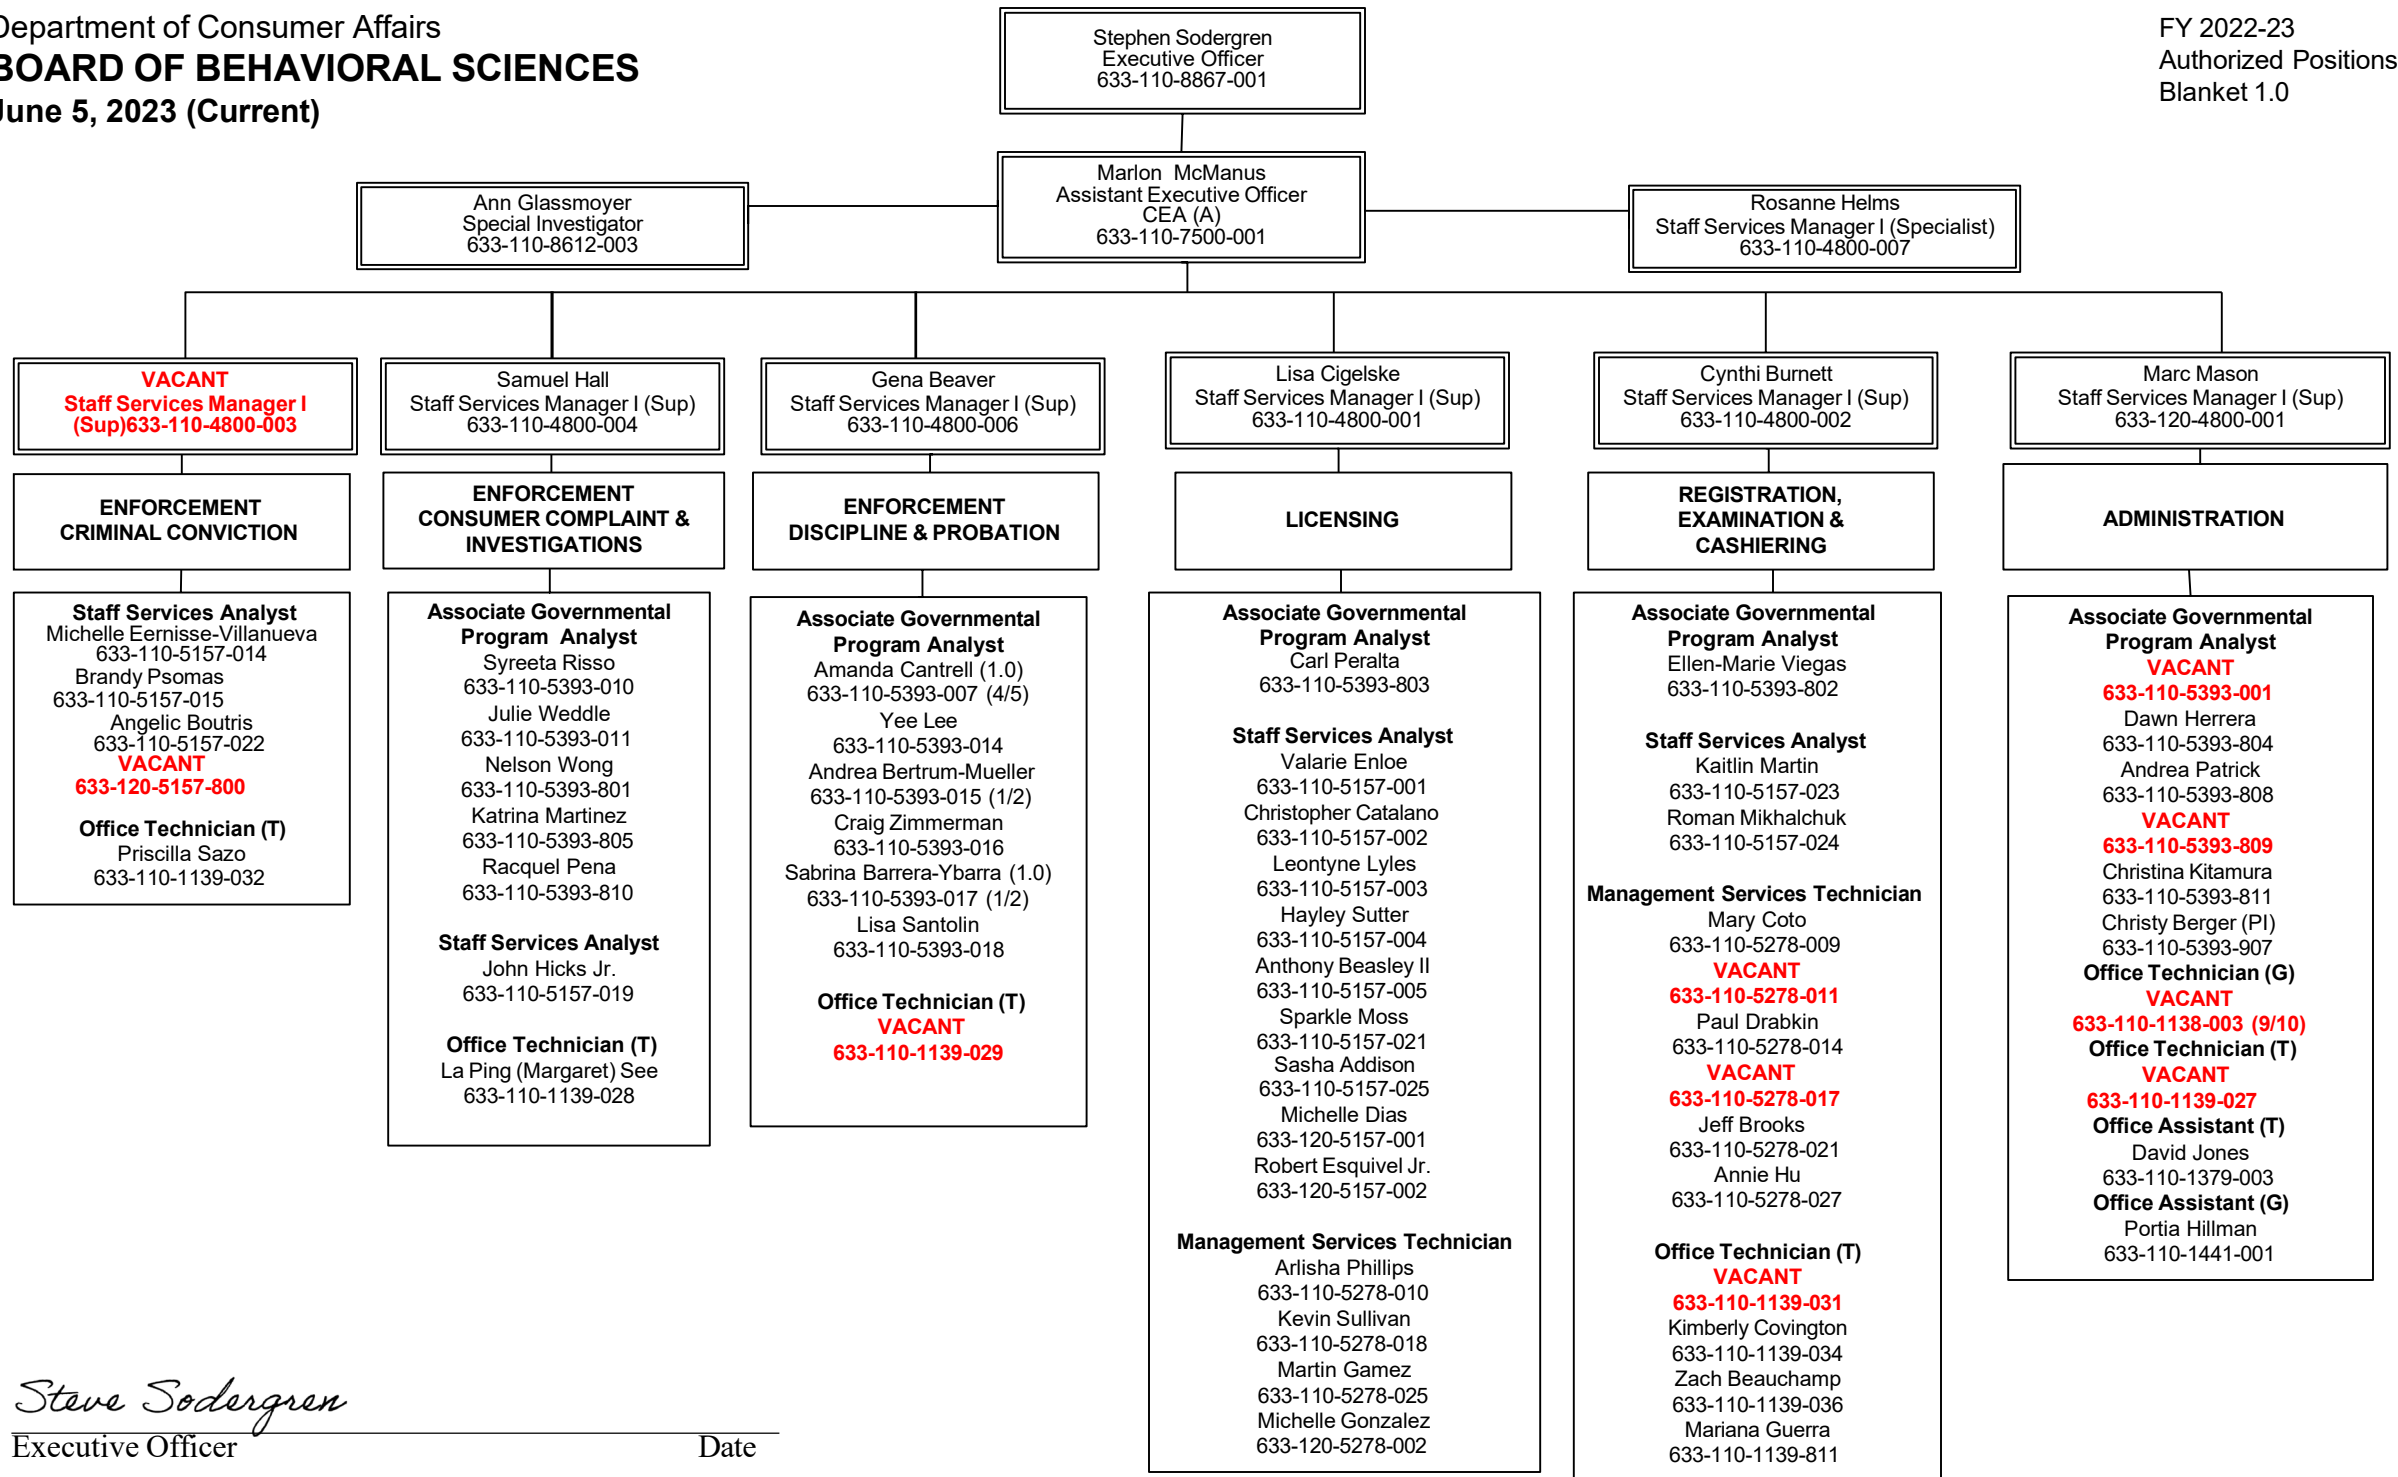 Department of Consumer Affairs
BOARD OF BEHAVIORAL SCIENCES
June 5, 2023 (Current)
FY 2022-23
Authorized Positions
Blanket 1.0
Stephen Sodergren
Executive Officer
633-110-8867-001
Marlon McManus
Assistant Executive Officer
CEA (A)
633-110-7500-001
Ann Glassmoyer
Special Investigator
633-110-8612-003
Rosanne Helms
Staff Services Manager I (Specialist)
633-110-4800-007
VACANT
Staff Services Manager I
(Sup)633-110-4800-003
ENFORCEMENT
CRIMINAL CONVICTION
Staff Services Analyst
Michelle Eernisse-Villanueva
633-110-5157-014
Brandy Psomas
633-110-5157-015
Angelic Boutris
633-110-5157-022
VACANT
633-120-5157-800
Office Technician (T)
Priscilla Sazo
633-110-1139-032
Samuel Hall
Staff Services Manager I (Sup)
633-110-4800-004
ENFORCEMENT
CONSUMER COMPLAINT &
INVESTIGATIONS
Associate Governmental
Program Analyst
Syreeta Risso
633-110-5393-010
Julie Weddle
633-110-5393-011
Nelson Wong
633-110-5393-801
Katrina Martinez
633-110-5393-805
Racquel Pena
633-110-5393-810
Staff Services Analyst
John Hicks Jr.
633-110-5157-019
Office Technician (T)
La Ping (Margaret) See
633-110-1139-028
Gena Beaver
Staff Services Manager I (Sup)
633-110-4800-006
ENFORCEMENT
DISCIPLINE & PROBATION
Associate Governmental
Program Analyst
Amanda Cantrell (1.0)
633-110-5393-007 (4/5)
Yee Lee
633-110-5393-014
Andrea Bertrum-Mueller
633-110-5393-015 (1/2)
Craig Zimmerman
633-110-5393-016
Sabrina Barrera-Ybarra (1.0)
633-110-5393-017 (1/2)
Lisa Santolin
633-110-5393-018
Office Technician (T)
VACANT
633-110-1139-029
Lisa Cigelske
Staff Services Manager I (Sup)
633-110-4800-001
LICENSING
Associate Governmental
Program Analyst
Carl Peralta
633-110-5393-803
Staff Services Analyst
Valarie Enloe
633-110-5157-001
Christopher Catalano
633-110-5157-002
Leontyne Lyles
633-110-5157-003
Hayley Sutter
633-110-5157-004
Anthony Beasley II
633-110-5157-005
Sparkle Moss
633-110-5157-021
Sasha Addison
633-110-5157-025
Michelle Dias
633-120-5157-001
Robert Esquivel Jr.
633-120-5157-002
Management Services Technician
Arlisha Phillips
633-110-5278-010
Kevin Sullivan
633-110-5278-018
Martin Gamez
633-110-5278-025
Michelle Gonzalez
633-120-5278-002
Cynthi Burnett
Staff Services Manager I (Sup)
633-110-4800-002
REGISTRATION,
EXAMINATION &
CASHIERING
Associate Governmental
Program Analyst
Ellen-Marie Viegas
633-110-5393-802
Staff Services Analyst
Kaitlin Martin
633-110-5157-023
Roman Mikhalchuk
633-110-5157-024
Management Services Technician
Mary Coto
633-110-5278-009
VACANT
633-110-5278-011
Paul Drabkin
633-110-5278-014
VACANT
633-110-5278-017
Jeff Brooks
633-110-5278-021
Annie Hu
633-110-5278-027
Office Technician (T)
VACANT
633-110-1139-031
Kimberly Covington
633-110-1139-034
Zach Beauchamp
633-110-1139-036
Mariana Guerra
633-110-1139-811
Marc Mason
Staff Services Manager I (Sup)
633-120-4800-001
ADMINISTRATION
Associate Governmental
Program Analyst
VACANT
633-110-5393-001
Dawn Herrera
633-110-5393-804
Andrea Patrick
633-110-5393-808
VACANT
633-110-5393-809
Christina Kitamura
633-110-5393-811
Christy Berger (PI)
633-110-5393-907
Office Technician (G)
VACANT
633-110-1138-003 (9/10)
Office Technician (T)
VACANT
633-110-1139-027
Office Assistant (T)
David Jones
633-110-1379-003
Office Assistant (G)
Portia Hillman
633-110-1441-001
Steve Sodergren
Executive Officer Date